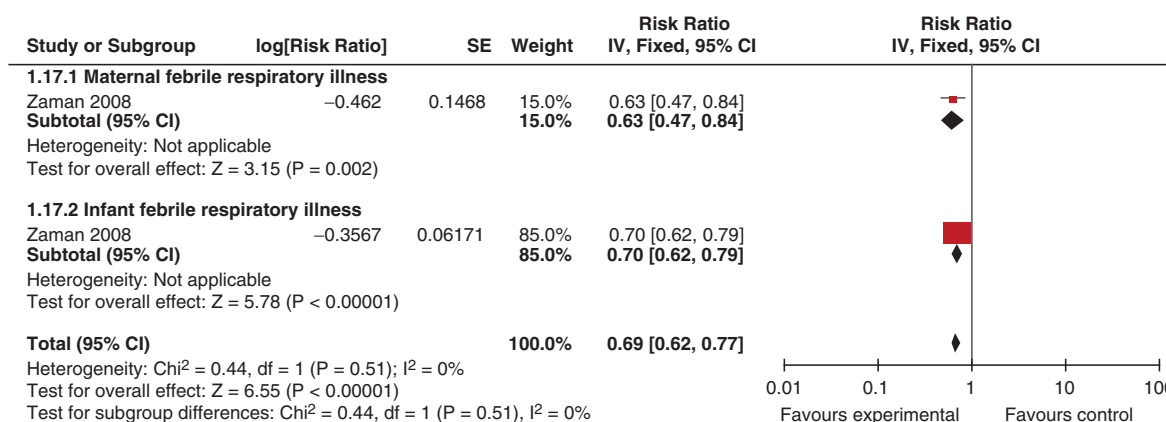 Risk Ratio Risk Ratio
Study or Subgroup log[Risk Ratio] SE Weight IV, Fixed, 95% CI IV, Fixed, 95% CI
1.17.1 Maternal febrile respiratory illness
Zaman 2008 −0.462 0.1468 15.0% 0.63 [0.47, 0.84]
Subtotal (95% CI) 15.0% 0.63 [0.47, 0.84]
Heterogeneity: Not applicable
Test for overall effect: Z = 3.15 (P = 0.002)
1.17.2 Infant febrile respiratory illness
Zaman 2008 −0.3567 0.06171 85.0% 0.70 [0.62, 0.79]
Subtotal (95% CI) 85.0% 0.70 [0.62, 0.79]
Heterogeneity: Not applicable
Test for overall effect: Z = 5.78 (P < 0.00001)
Total (95% CI) 100.0% 0.69 [0.62, 0.77]
Heterogeneity: Chi² = 0.44, df = 1 (P = 0.51); I² = 0%
Test for overall effect: Z = 6.55 (P < 0.00001)
Test for subgroup differences: Chi² = 0.44, df = 1 (P = 0.51), I² = 0%
0.01 0.1 1 10
Favours experimental Favours control